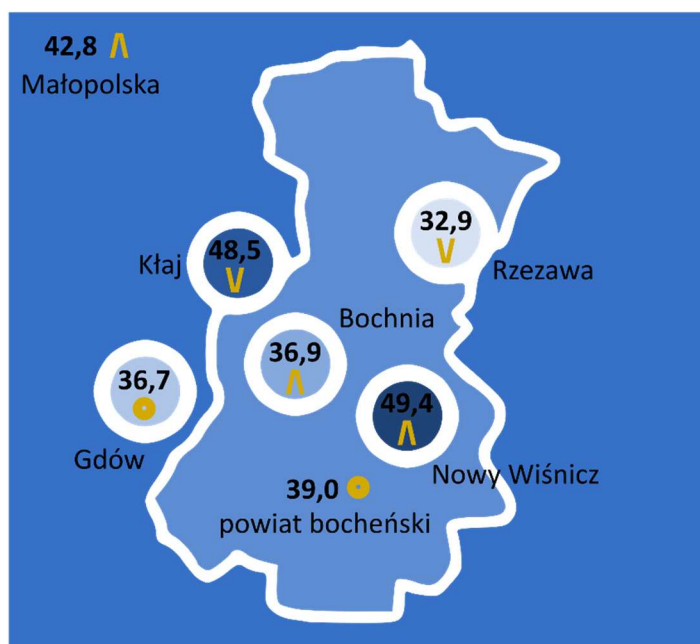 42,8
Małopolska
32,9
Rzezawa
48,5
Kłaj
Bochnia
36,9
36,7
Gdów
49,4
Nowy Wiśnicz
39,0
powiat bocheński